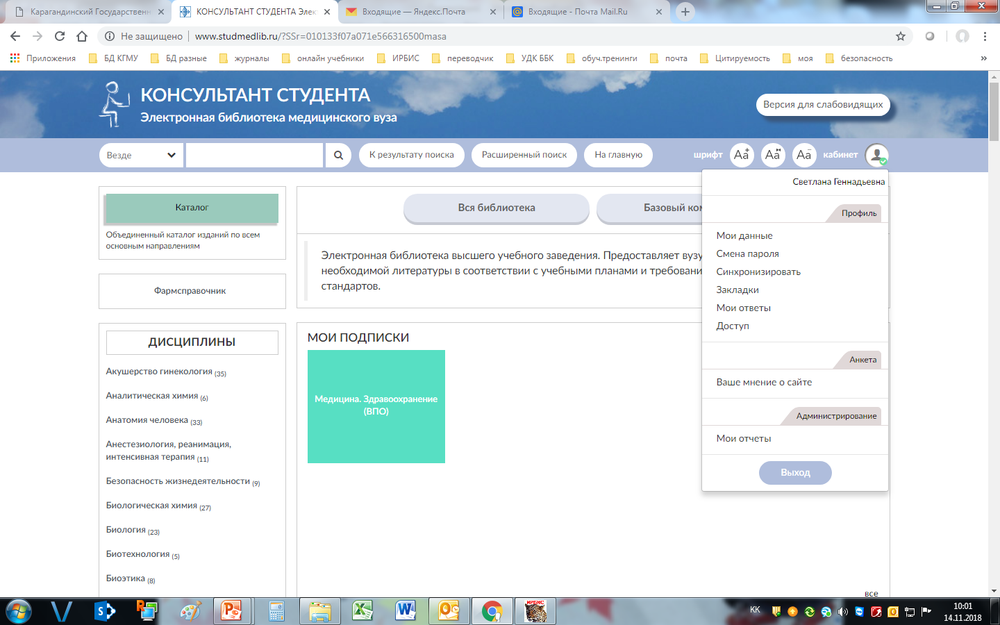 Карагандинский Государственн
КОНСУЛЬТАНТ СТУДЕНТА Элек
Входящие — Яндекс.Почта
Входящие - Почта Mail.Ru
Не защищено
www.studmedlib.ru/?SSr=010133f07a071e566316500masa
Приложения
БД КГМУ
БД разные
журналы
онлайн учебники
ИРБИС
переводчик
УДК ББК
обуч.тренинги
почта
Цитируемость
моя
безопасность
»
КОНСУЛЬТАНТ СТУДЕНТА
Электронная библиотека медицинского вуза
Версия для слабовидящих
Везде
К результату поиска
Расширенный поиск
На главную
шрифт
Aa+
Aa
Aa−
кабинет
Светлана Геннадьевна
Профиль
Мои данные
Смена пароля
Синхронизировать
Закладки
Мои ответы
Доступ
Анкета
Ваше мнение о сайте
Администрирование
Мои отчеты
Выход
Каталог
Объединенный каталог изданий по всем
основным направлениям
Фармсправочник
ДИСЦИПЛИНЫ
Акушерство гинекология (35)
Аналитическая химия (6)
Анатомия человека (33)
Анестезиология, реанимация,
интенсивная терапия (11)
Безопасность жизнедеятельности (9)
Биологическая химия (27)
Биология (23)
Биотехнология (5)
Биоэтика (8)
Вся библиотека
Базовый ком
Электронная библиотека высшего учебного заведения. Предоставляет вузу
необходимой литературы в соответствии с учебными планами и требовани
стандартов.
МОИ ПОДПИСКИ
Медицина. Здравоохранение
(ВПО)
все
KK
10:01
14.11.2018